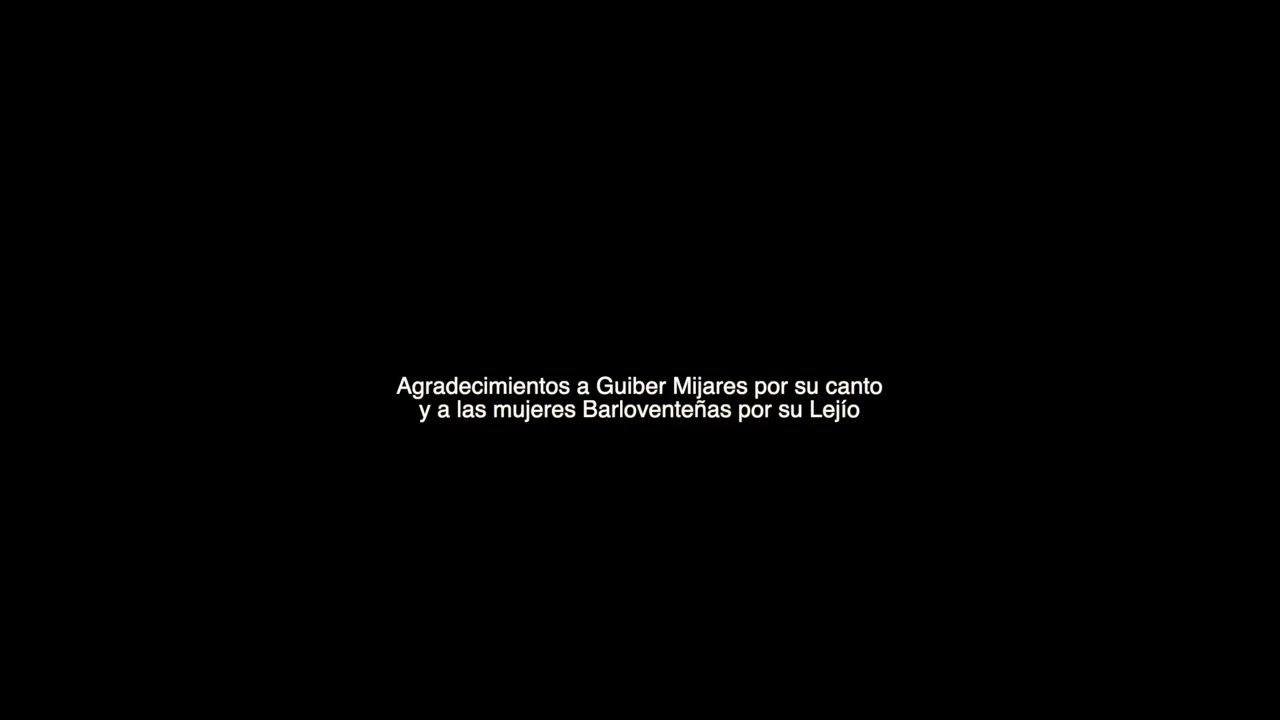 Agradecimientos a Guiber Mijares por su canto
y a las mujeres Barloventeñas por su Lejío